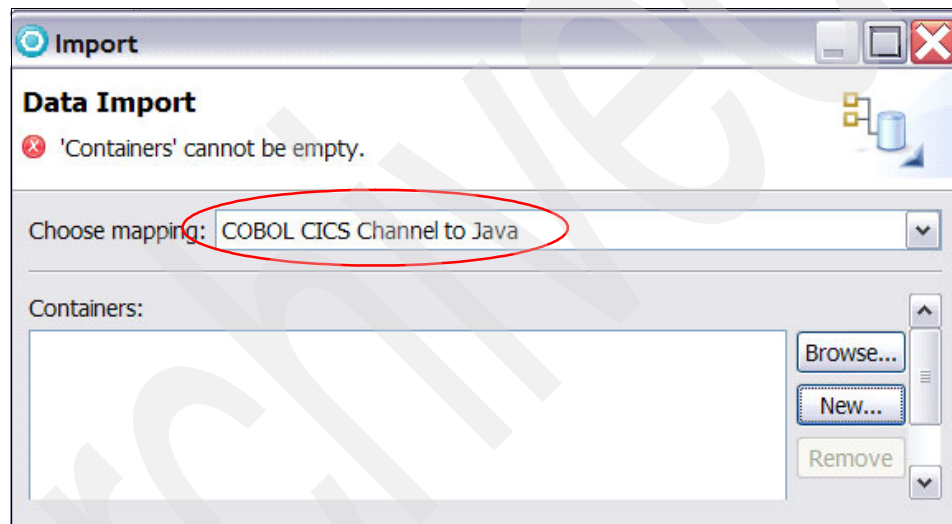 Import
Data Import
'Containers' cannot be empty.
Choose mapping: COBOL CICS Channel to Java
Containers:
Browse...
New...
Remove